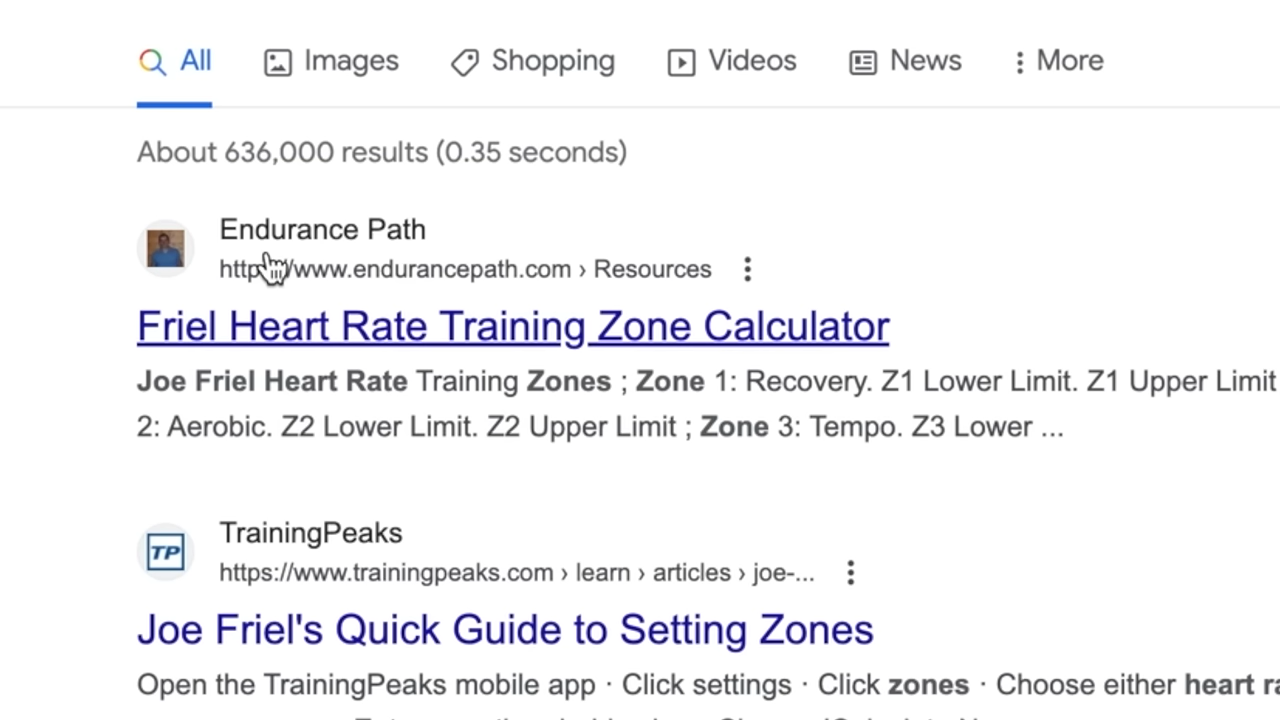 All Images Shopping Videos News More
About 636,000 results (0.35 seconds)
Endurance Path
https://www.endurancepath.com › Resources
Friel Heart Rate Training Zone Calculator
Joe Friel Heart Rate Training Zones ; Zone 1: Recovery. Z1 Lower Limit. Z1 Upper Limit
2: Aerobic. Z2 Lower Limit. Z2 Upper Limit ; Zone 3: Tempo. Z3 Lower ...
TP
TrainingPeaks
https://www.trainingpeaks.com › learn › articles › joe-...
Joe Friel's Quick Guide to Setting Zones
Open the TrainingPeaks mobile app · Click settings · Click zones · Choose either heart ra